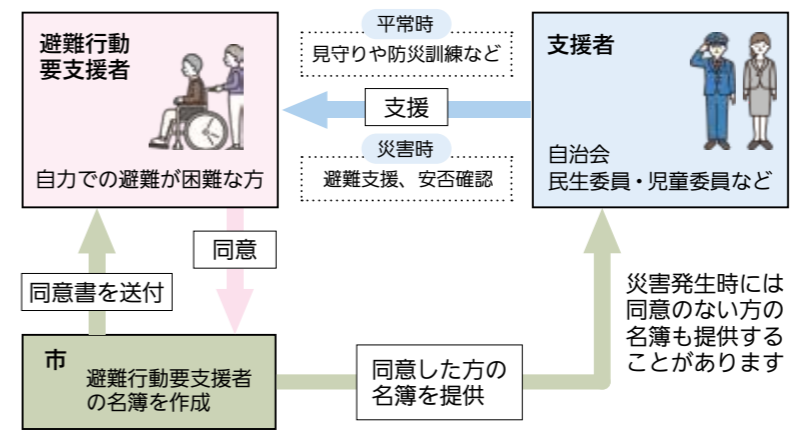 避難行動
要支援者
自力での避難が困難な方
平常時
見守りや防災訓練など
支援
災害時
避難支援、安否確認
支援者
自治会
民生委員・児童委員など
同意
同意書を送付
市
避難行動要支援者
の名簿を作成
同意した方の
名簿を提供
災害発生時には
同意のない方の
名簿も提供する
ことがあります